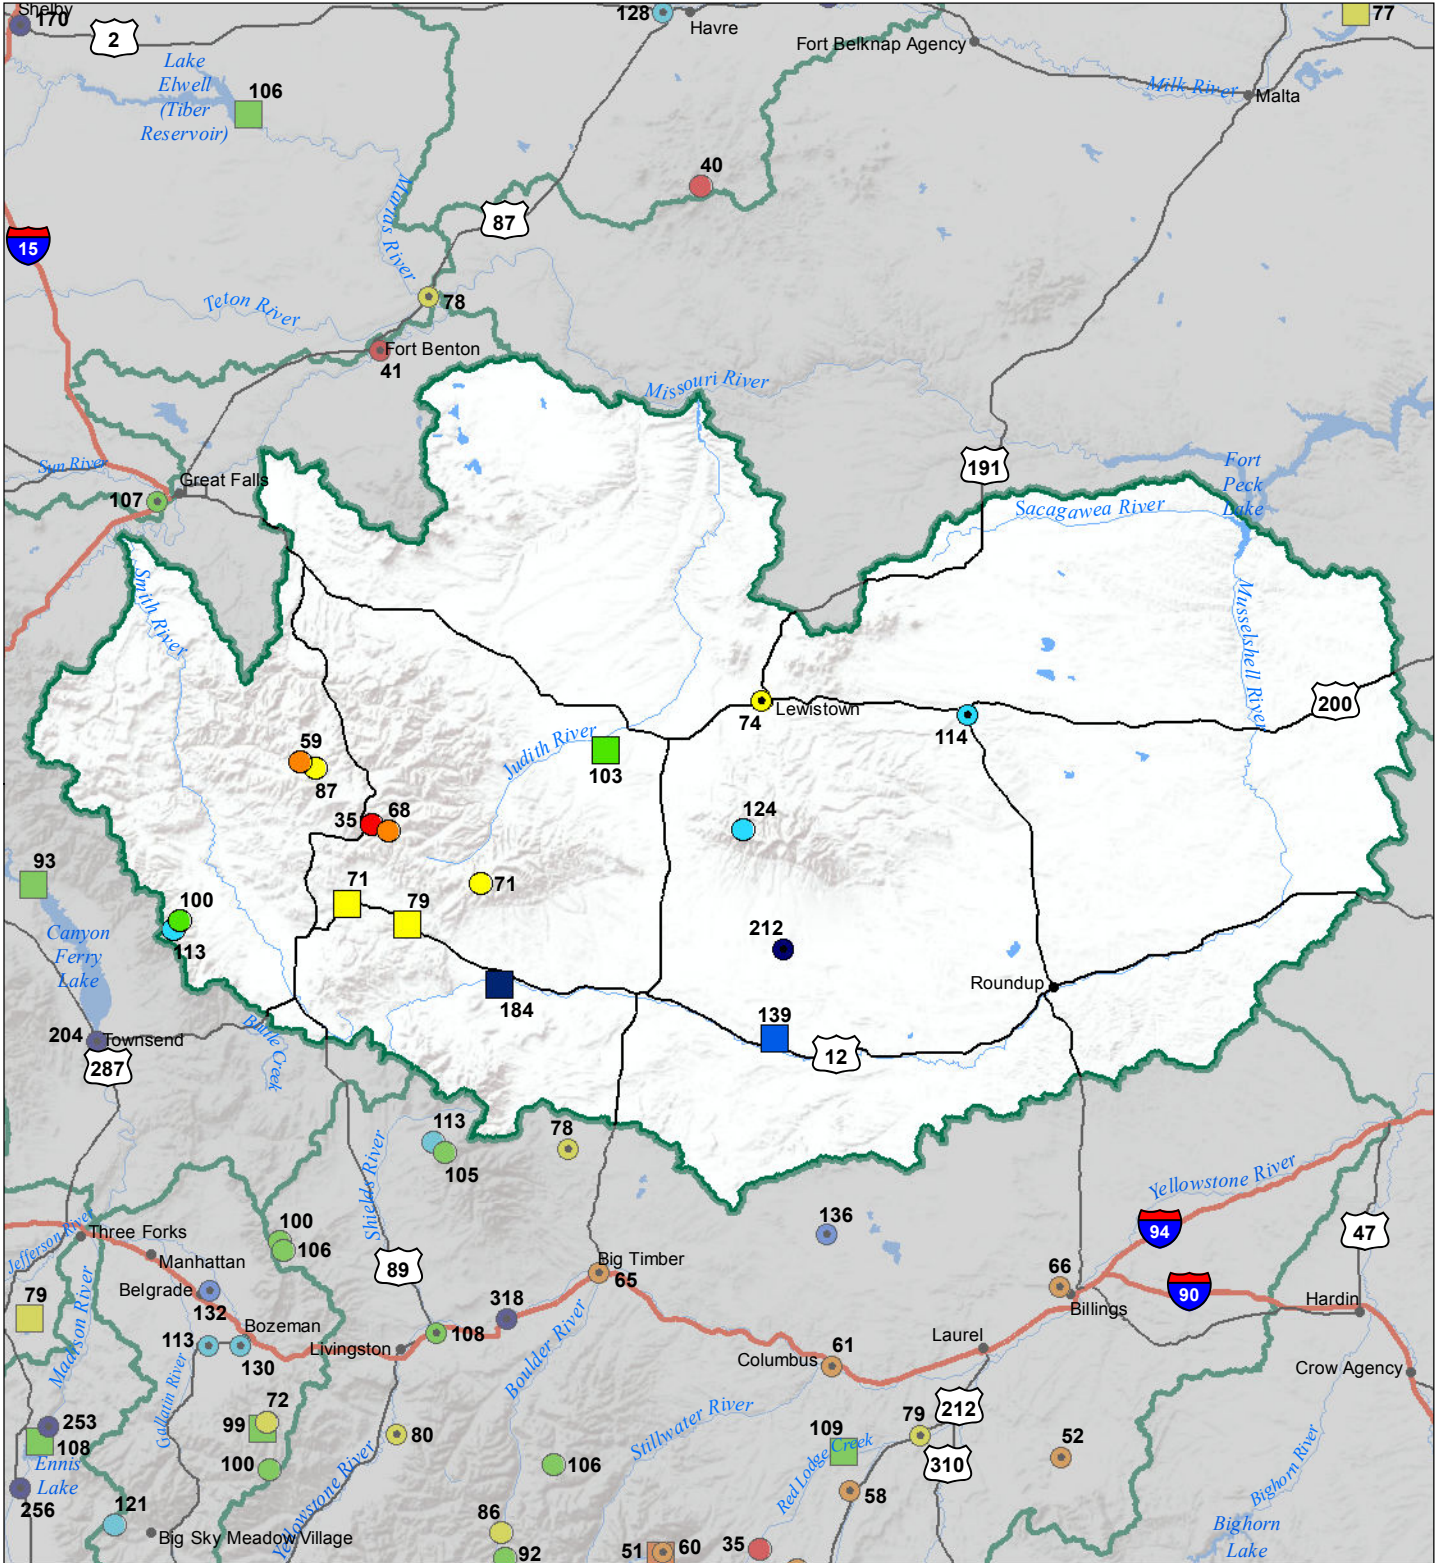 Shelby
170
2
128
Havre
Fort Belknap Agency
77
Lake
Elwell
(Tiber
Reservoir)
106
Milk River
Malta
40
Marias River
87
15
Teton River
78
Fort Benton
41
Missouri River
Sun River
Great Falls
107
191
Fort
Peck
Lake
Sacagawea River
Smith River
Musselshell River
200
74
Lewistown
114
Judith River
103
59
87
35
68
124
93
71
79
71
100
113
212
Canyon
Ferry
Lake
184
139
Roundup
204
Townsend
Battle Creek
12
287
113
105
78
Shields River
Yellowstone River
Jefferson River
Three Forks
100
106
136
94
47
Manhattan
Belgrade
132
89
Big Timber
65
66
90
Billings
Hardin
79
Madison River
318
Bozeman
113
130
Livingston
108
Boulder River
Laurel
Columbus
61
Crow Agency
Gallatin River
72
99
253
108
Ennis
Lake
100
80
Stillwater River
109
79
212
Red Lodge Creek
310
52
106
58
Bighorn River
256
121
Big Sky Meadow Village
Yellowstone River
86
92
51
60
35
Bighorn
Lake